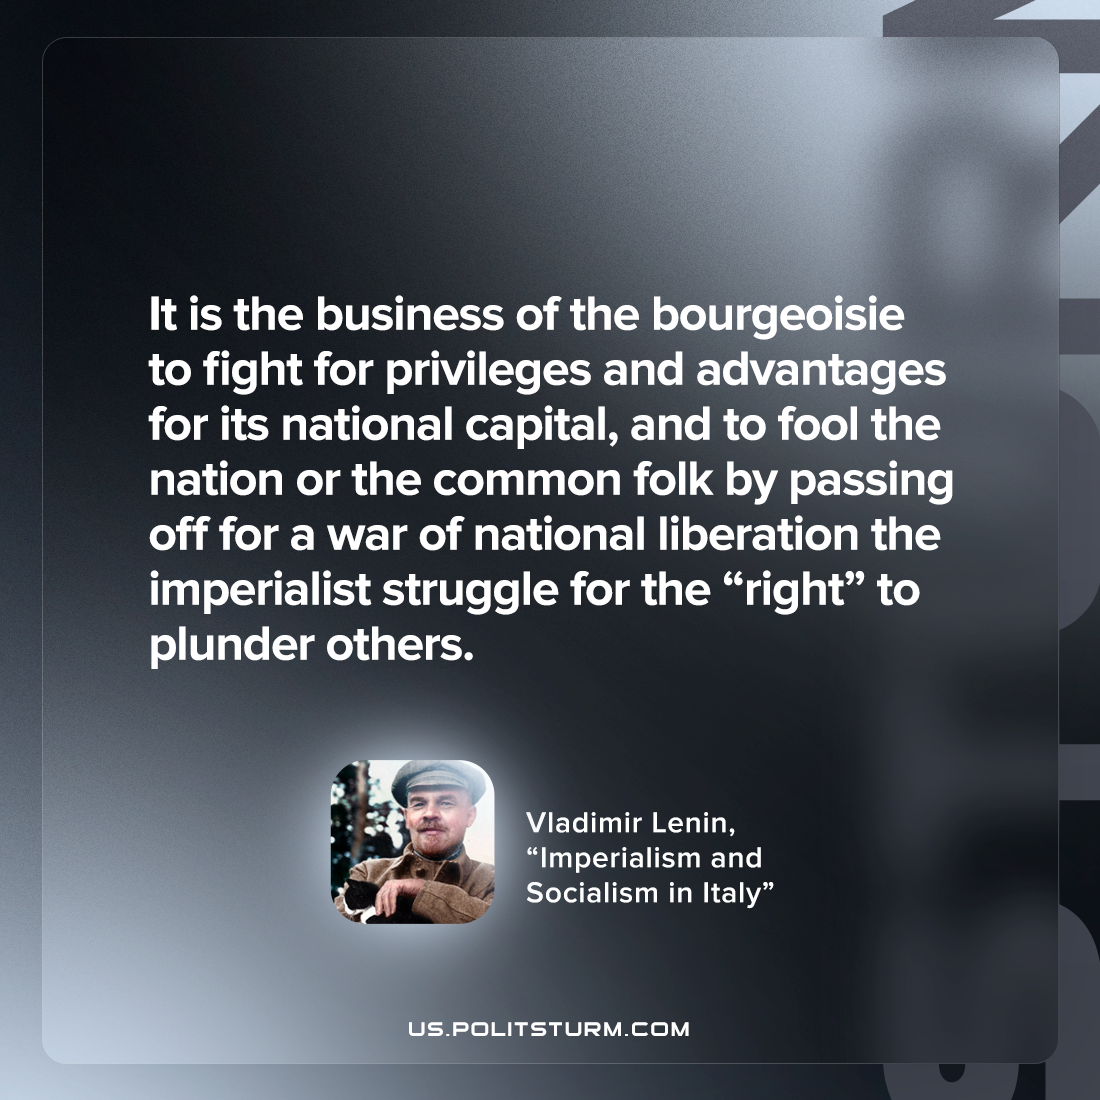 It is the business of the bourgeoisie
to fight for privileges and advantages
for its national capital, and to fool the
nation or the common folk by passing
off for a war of national liberation the
imperialist struggle for the “right” to
plunder others.
Vladimir Lenin,
“Imperialism and
Socialism in Italy”
US.POLITSTURM.COM